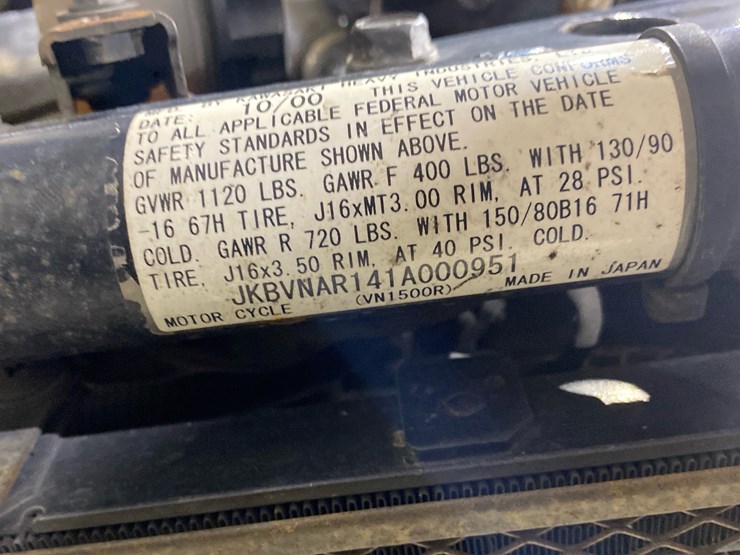 MFD. BY KAWASAKI HEAVY INDUSTRIES, LTD.
DATE: 10/00 THIS VEHICLE CONFORMS
TO ALL APPLICABLE FEDERAL MOTOR VEHICLE
SAFETY STANDARDS IN EFFECT ON THE DATE
OF MANUFACTURE SHOWN ABOVE.
GVWR 1120 LBS. GAWR F 400 LBS. WITH 130/90
-16 67H TIRE, J16xMT3.00 RIM, AT 28 PSI.
COLD. GAWR R 720 LBS. WITH 150/80B16 71H
TIRE, J16x3.50 RIM, AT 40 PSI. COLD.
JKBVNAR141A000951
MOTOR CYCLE (VN1500R) MADE IN JAPAN